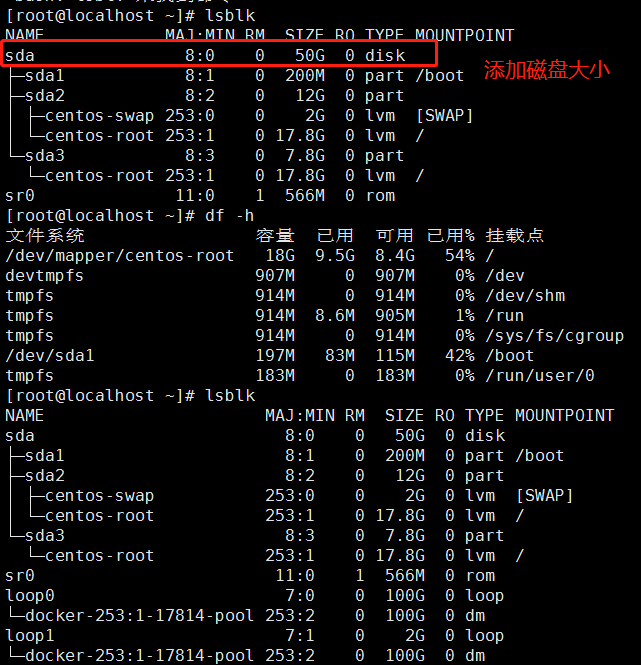 [root@localhost ~]# lsblk
NAME            MAJ:MIN RM  SIZE RO TYPE MOUNTPOINT
sda               8:0    0   50G  0 disk
├─sda1            8:1    0  200M  0 part /boot
├─sda2            8:2    0   12G  0 part
│ ├─centos-swap 253:0    0    2G  0 lvm  [SWAP]
│ └─centos-root 253:1    0 17.8G  0 lvm  /
└─sda3            8:3    0  7.8G  0 part
  └─centos-root 253:1    0 17.8G  0 lvm  /
sr0              11:0    1  566M  0 rom
添加磁盘大小
[root@localhost ~]# df -h
文件系统                 容量  已用  可用 已用% 挂载点
/dev/mapper/centos-root   18G  9.5G  8.4G   54% /
devtmpfs                 907M     0  907M    0% /dev
tmpfs                    914M     0  914M    0% /dev/shm
tmpfs                    914M  8.6M  905M    1% /run
tmpfs                    914M     0  914M    0% /sys/fs/cgroup
/dev/sda1                197M   83M  115M   42% /boot
tmpfs                    183M     0  183M    0% /run/user/0
[root@localhost ~]# lsblk
NAME                      MAJ:MIN RM  SIZE RO TYPE MOUNTPOINT
sda                         8:0    0   50G  0 disk
├─sda1                      8:1    0  200M  0 part /boot
├─sda2                      8:2    0   12G  0 part
│ ├─centos-swap           253:0    0    2G  0 lvm  [SWAP]
│ └─centos-root           253:1    0 17.8G  0 lvm  /
└─sda3                      8:3    0  7.8G  0 part
  └─centos-root           253:1    0 17.8G  0 lvm  /
sr0                        11:0    1  566M  0 rom
loop0                       7:0    0  100G  0 loop
└─docker-253:1-17814-pool 253:2    0  100G  0 dm
loop1                       7:1    0    2G  0 loop
└─docker-253:1-17814-pool 253:2    0  100G  0 dm